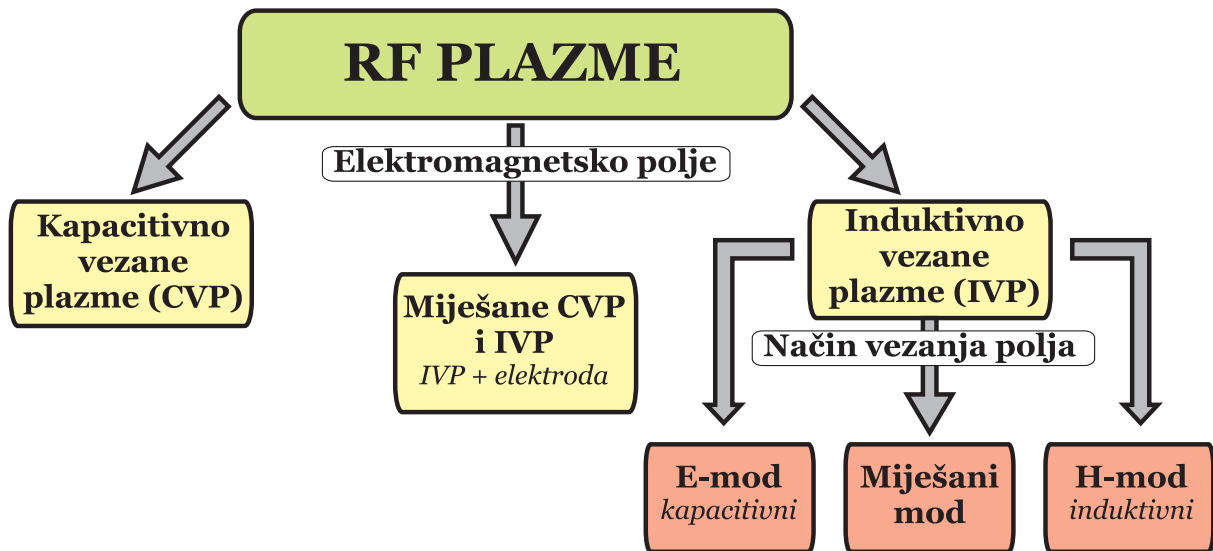 RF PLAZME
Elektromagnetsko polje
Kapacitivno
vezane
plazme (CVP)
Miješane CVP
i IVP
IVP + elektroda
Induktivno
vezane
plazme (IVP)
Način vezanja polja
E-mod
kapacitivni
Miješani
mod
H-mod
induktivni